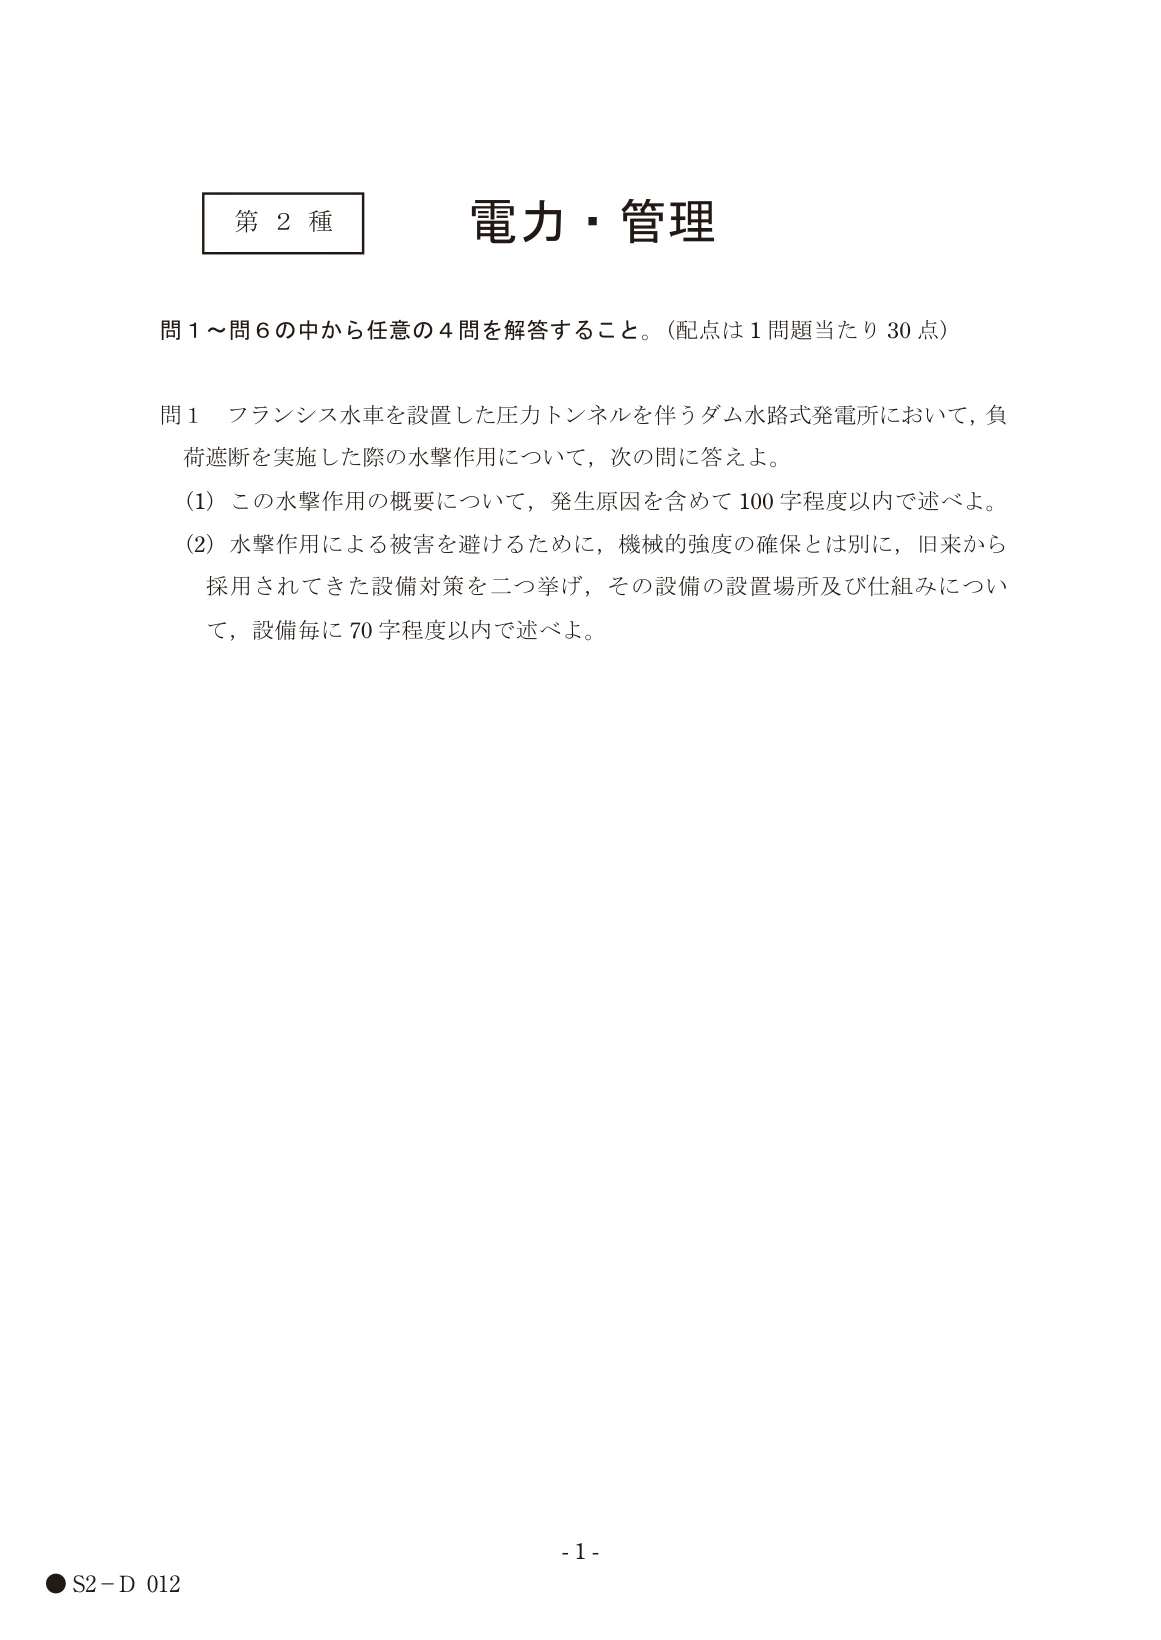 第 2 種
電力・管理
問1～問6の中から任意の4問を解答すること。(配点は1問題当たり 30 点)
問1　フランシス水車を設置した圧力トンネルを伴うダム水路式発電所において，負
荷遮断を実施した際の水撃作用について，次の問に答えよ。
(1) この水撃作用の概要について，発生原因を含めて 100 字程度以内で述べよ。
(2) 水撃作用による被害を避けるために，機械的強度の確保とは別に，旧来から
採用されてきた設備対策を二つ挙げ，その設備の設置場所及び仕組みについ
て，設備毎に 70 字程度以内で述べよ。
- 1 -
● S2－D 012